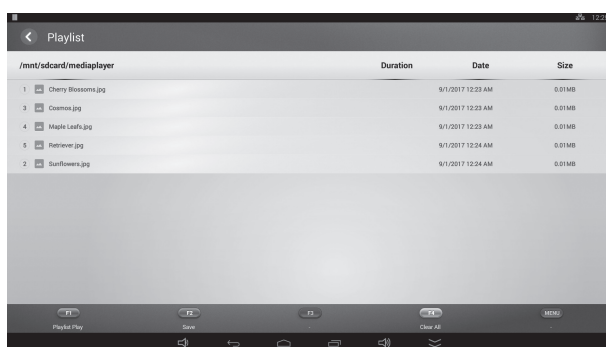 12:28
Playlist
/mnt/sdcard/mediaplayer Duration Date Size
1 Cherry Blossoms.jpg 9/1/2017 12:23 AM 0.01MB
3 Cosmox.jpg 9/1/2017 12:23 AM 0.01MB
4 Maple Leafs.jpg 9/1/2017 12:23 AM 0.01MB
5 Retriever.jpg 9/1/2017 12:24 AM 0.01MB
2 Sunflowers.jpg 9/1/2017 12:24 AM 0.01MB
F1 F2 F3 F4 MENU
Playlist Play Save - Clear All -